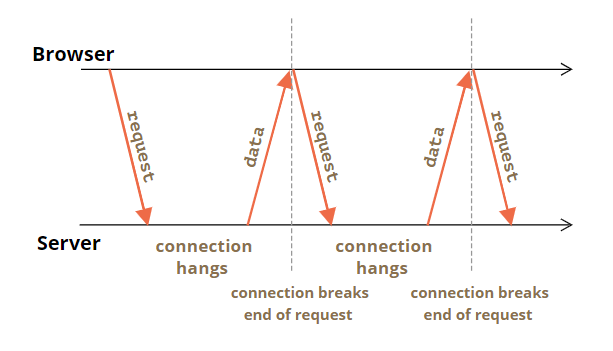 Browser
request
data
request
data
request
Server
connection
hangs
connection
hangs
connection breaks
end of request
connection breaks
end of request